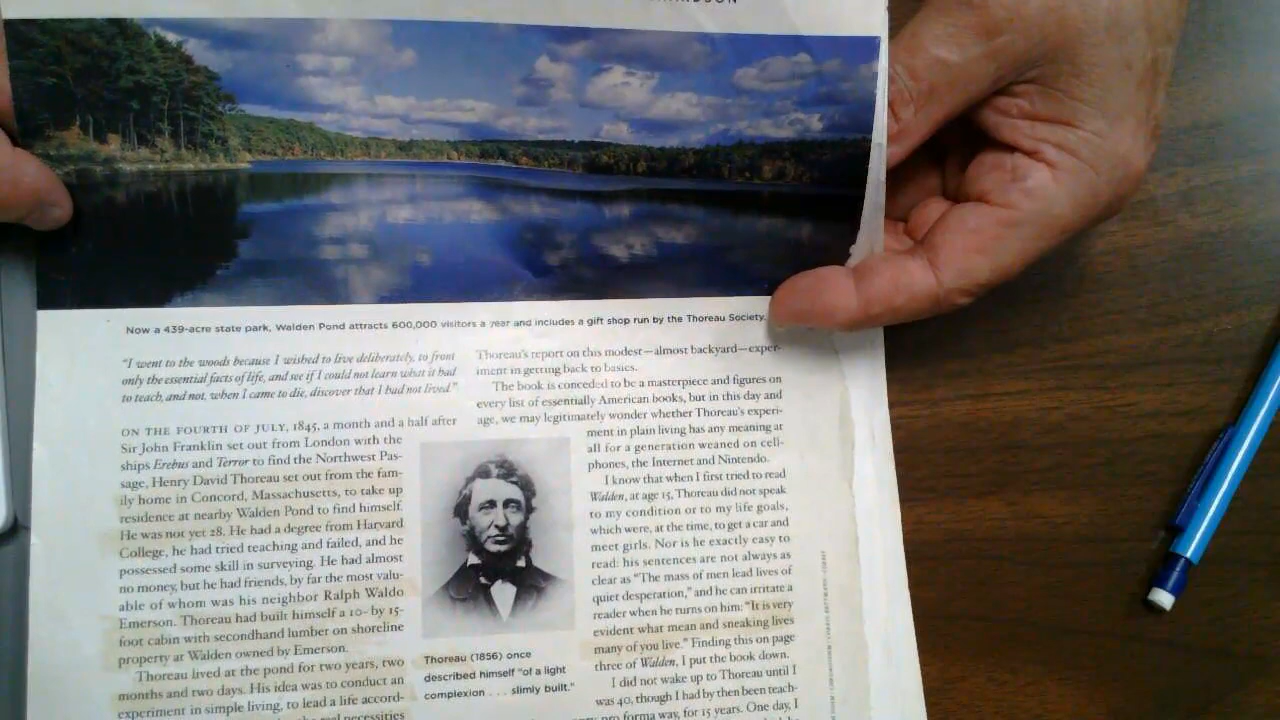 Now a 439-acre state park, Walden Pond attracts 600,000 visitors a year and includes a gift shop run by the Thoreau Society.
"I went to the woods because I wished to live deliberately, to front
only the essential facts of life, and see if I could not learn what it had
to teach, and not, when I came to die, discover that I had not lived."
ON THE FOURTH OF JULY, 1845, a month and a half after
Sir John Franklin set out from London with the
ships Erebus and Terror to find the Northwest Pas-
sage, Henry David Thoreau set out from the fam-
ily home in Concord, Massachusetts, to take up
residence at nearby Walden Pond to find himself.
He was not yet 28. He had a degree from Harvard
College, he had tried teaching and failed, and he
possessed some skill in surveying. He had almost
no money, but he had friends, by far the most valu-
able of whom was his neighbor Ralph Waldo
Emerson. Thoreau had built himself a 10- by 15-
foot cabin with secondhand lumber on shoreline
property at Walden owned by Emerson.
Thoreau lived at the pond for two years, two
months and two days. His idea was to conduct an
experiment in simple living, to lead a life accord-
necessities
Thoreau (1856) once
described himself "of a light
complexion . . . slimly built."
Thoreau's report on this modest—almost backyard—exper-
iment in getting back to basics.
The book is conceded to be a masterpiece and figures on
every list of essentially American books, but in this day and
age, we may legitimately wonder whether Thoreau's experi-
ment in plain living has any meaning at
all for a generation weaned on cell-
phones, the Internet and Nintendo.
I know that when I first tried to read
Walden, at age 15, Thoreau did not speak
to my condition or to my life goals,
which were, at the time, to get a car and
meet girls. Nor is he exactly easy to
read: his sentences are not always as
clear as "The mass of men lead lives of
quiet desperation," and he can irritate a
reader when he turns on him: "It is very
evident what mean and sneaking lives
many of you live." Finding this on page
three of Walden, I put the book down.
I did not wake up to Thoreau until I
was 40, though I had by then been teach-
pro forma way, for 15 years. One day, I